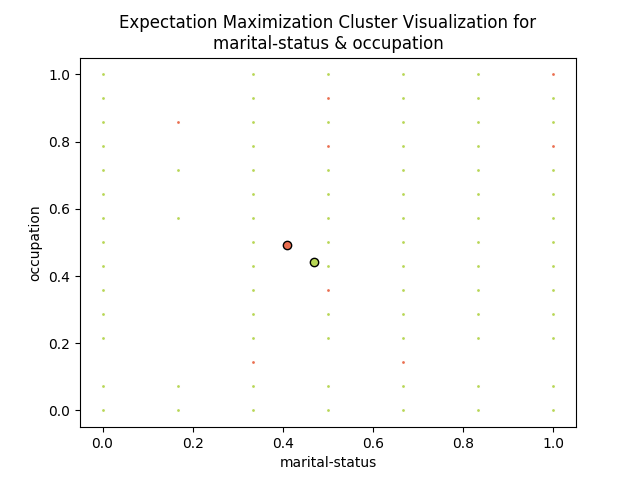 Expectation Maximization Cluster Visualization for
marital-status & occupation
1.0
0.8
0.6
0.4
0.2
0.0
occupation
0.0 0.2 0.4 0.6 0.8 1.0
marital-status